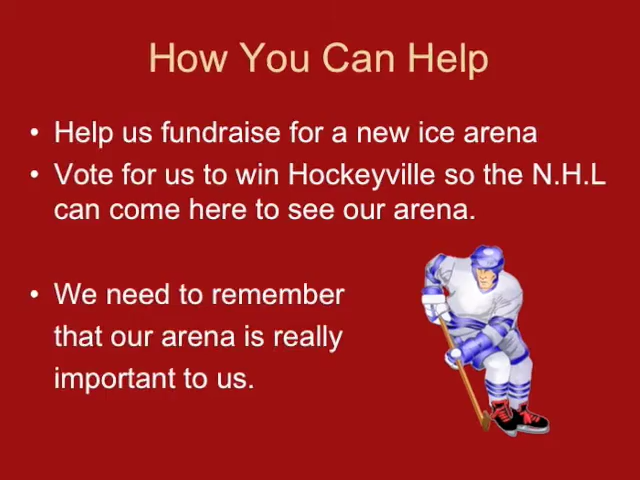 How You Can Help
• Help us fundraise for a new ice arena
• Vote for us to win Hockeyville so the N.H.L
can come here to see our arena.
• We need to remember
that our arena is really
important to us.